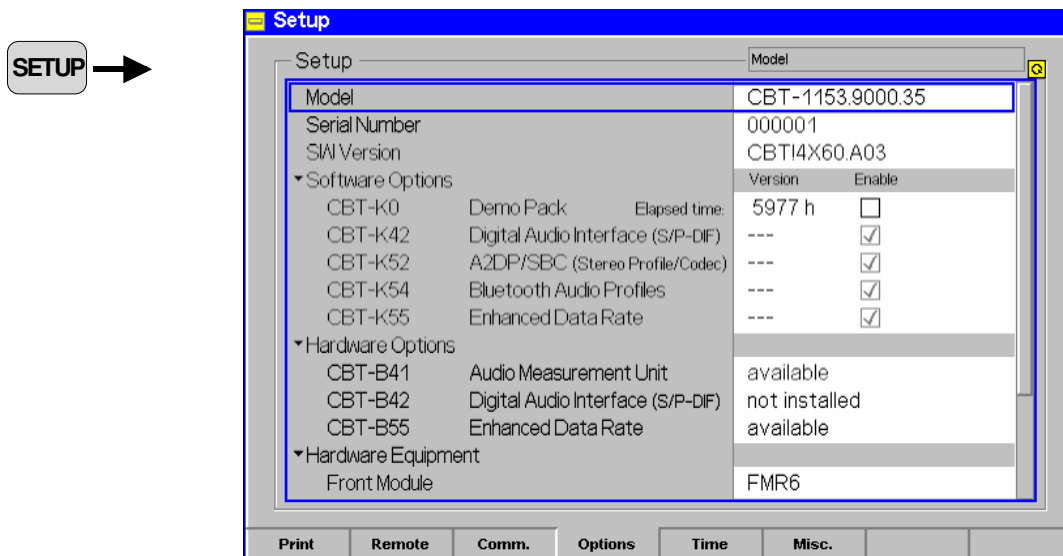 SETUP
Setup
Setup
Model
Model CBT-1153.9000.35
Serial Number 000001
S/W Version CBT!4X60.A03
Software Options Version Enable
CBT-K0 Demo Pack Elapsed time: 5977 h
CBT-K42 Digital Audio Interface (S/P-DIF) ---
CBT-K52 A2DP/SBC (Stereo Profile/Codec) ---
CBT-K54 Bluetooth Audio Profiles ---
CBT-K55 Enhanced Data Rate ---
Hardware Options
CBT-B41 Audio Measurement Unit available
CBT-B42 Digital Audio Interface (S/P-DIF) not installed
CBT-B55 Enhanced Data Rate available
Hardware Equipment
Front Module FMR6
Print Remote Comm. Options Time Misc.